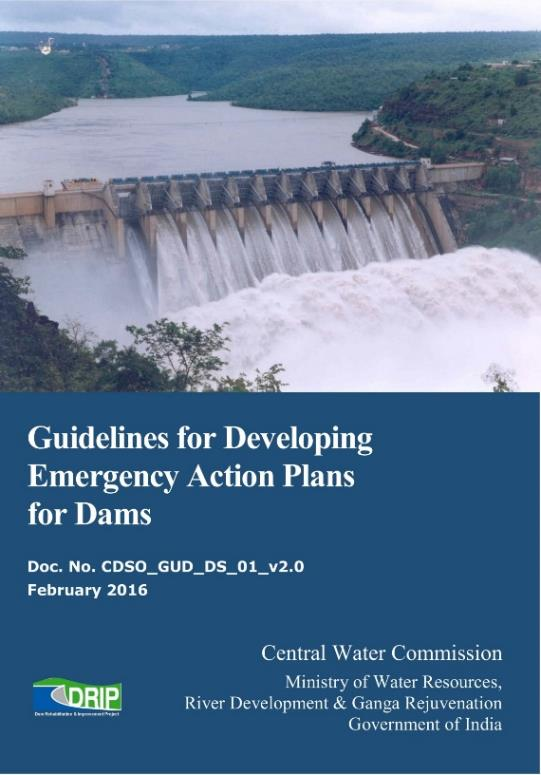 Guidelines for Developing
Emergency Action Plans
for Dams
Doc. No. CDSO_GUD_DS_01_v2.0
February 2016
Central Water Commission
Ministry of Water Resources,
River Development & Ganga Rejuvenation
Government of India
DRIP
Dam Rehabilitation & Improvement Project